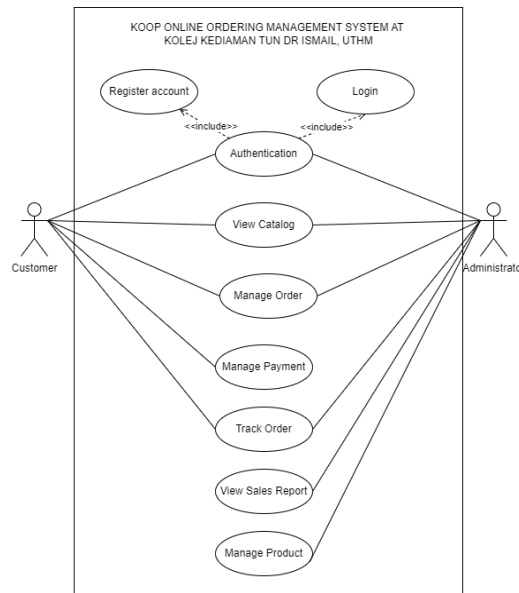 KOOP ONLINE ORDERING MANAGEMENT SYSTEM AT
KOLEJ KEDIAMAN TUN DR ISMAIL, UTHM
Register account
Login
<<include>>
<<include>>
Authentication
View Catalog
Customer
Administrato
Manage Order
Manage Payment
Track Order
View Sales Report
Manage Product